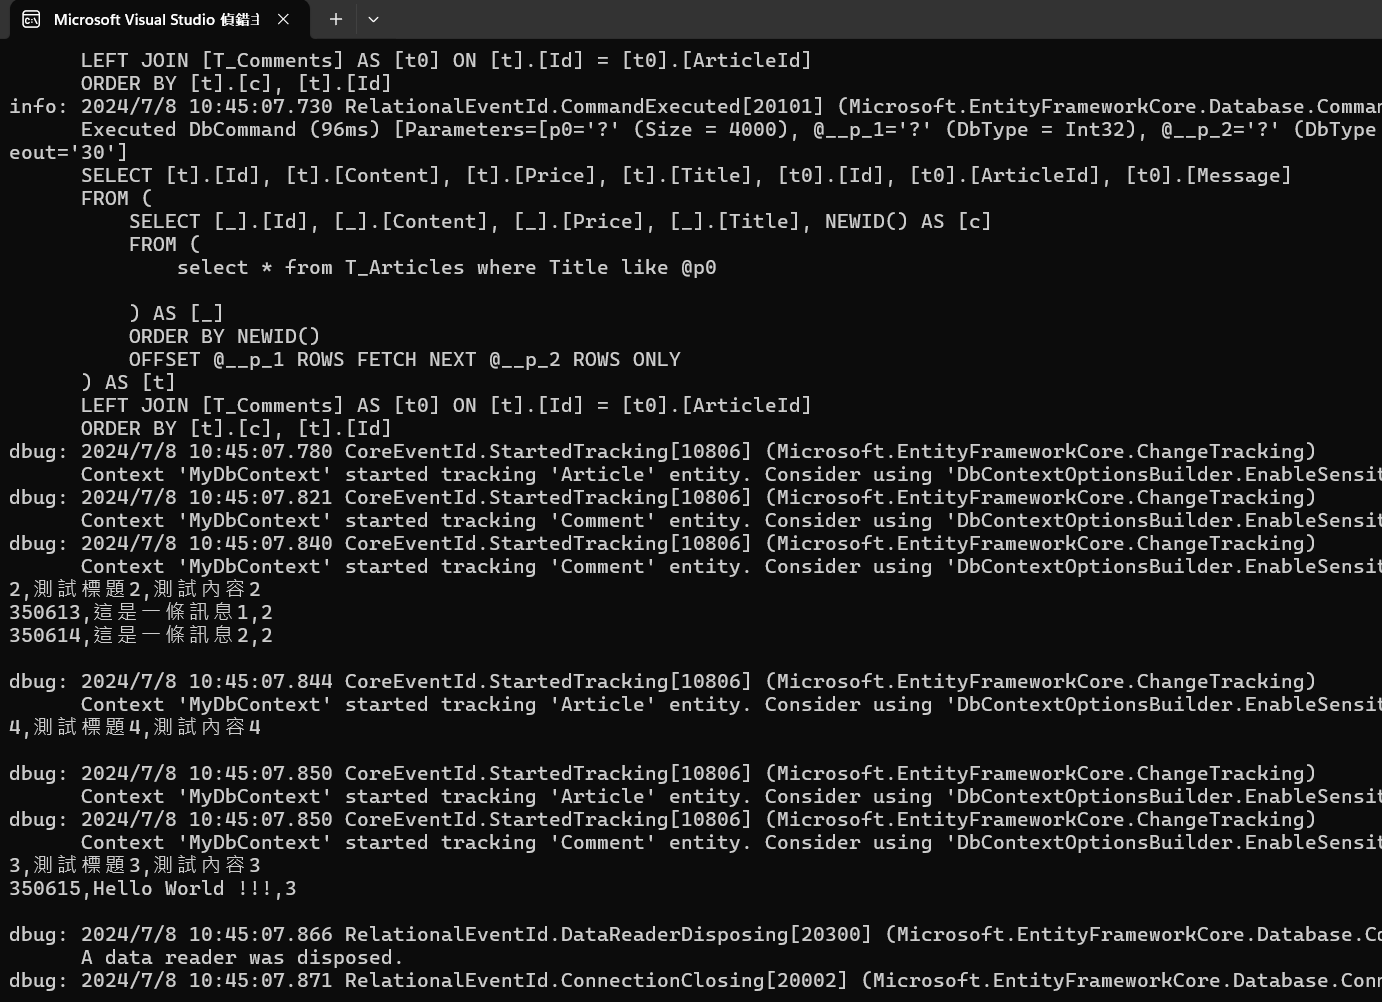 Microsoft Visual Studio 偵錯主
LEFT JOIN [T_Comments] AS [t0] ON [t].[Id] = [t0].[ArticleId]
ORDER BY [t].[c], [t].[Id]
info: 2024/7/8 10:45:07.730 RelationalEventId.CommandExecuted[20101] (Microsoft.EntityFrameworkCore.Database.Comman
Executed DbCommand (96ms) [Parameters=[p0='?' (Size = 4000), @__p_1='?' (DbType = Int32), @__p_2='?' (DbType
eout='30']
SELECT [t].[Id], [t].[Content], [t].[Price], [t].[Title], [t0].[Id], [t0].[ArticleId], [t0].[Message]
FROM (
SELECT [_].[Id], [_].[Content], [_].[Price], [_].[Title], NEWID() AS [c]
FROM (
select * from T_Articles where Title like @p0
) AS [_]
ORDER BY NEWID()
OFFSET @__p_1 ROWS FETCH NEXT @__p_2 ROWS ONLY
) AS [t]
LEFT JOIN [T_Comments] AS [t0] ON [t].[Id] = [t0].[ArticleId]
ORDER BY [t].[c], [t].[Id]
dbug: 2024/7/8 10:45:07.780 CoreEventId.StartedTracking[10806] (Microsoft.EntityFrameworkCore.ChangeTracking)
Context 'MyDbContext' started tracking 'Article' entity. Consider using 'DbContextOptionsBuilder.EnableSensit
dbug: 2024/7/8 10:45:07.821 CoreEventId.StartedTracking[10806] (Microsoft.EntityFrameworkCore.ChangeTracking)
Context 'MyDbContext' started tracking 'Comment' entity. Consider using 'DbContextOptionsBuilder.EnableSensit
dbug: 2024/7/8 10:45:07.840 CoreEventId.StartedTracking[10806] (Microsoft.EntityFrameworkCore.ChangeTracking)
Context 'MyDbContext' started tracking 'Comment' entity. Consider using 'DbContextOptionsBuilder.EnableSensit
2,測試標題2,測試內容2
350613,這是一條訊息1,2
350614,這是一條訊息2,2
dbug: 2024/7/8 10:45:07.844 CoreEventId.StartedTracking[10806] (Microsoft.EntityFrameworkCore.ChangeTracking)
Context 'MyDbContext' started tracking 'Article' entity. Consider using 'DbContextOptionsBuilder.EnableSensit
4,測試標題4,測試內容4
dbug: 2024/7/8 10:45:07.850 CoreEventId.StartedTracking[10806] (Microsoft.EntityFrameworkCore.ChangeTracking)
Context 'MyDbContext' started tracking 'Article' entity. Consider using 'DbContextOptionsBuilder.EnableSensit
dbug: 2024/7/8 10:45:07.850 CoreEventId.StartedTracking[10806] (Microsoft.EntityFrameworkCore.ChangeTracking)
Context 'MyDbContext' started tracking 'Comment' entity. Consider using 'DbContextOptionsBuilder.EnableSensit
3,測試標題3,測試內容3
350615,Hello World !!!,3
dbug: 2024/7/8 10:45:07.866 RelationalEventId.DataReaderDisposing[20300] (Microsoft.EntityFrameworkCore.Database.Co
A data reader was disposed.
dbug: 2024/7/8 10:45:07.871 RelationalEventId.ConnectionClosing[20002] (Microsoft.EntityFrameworkCore.Database.Conn